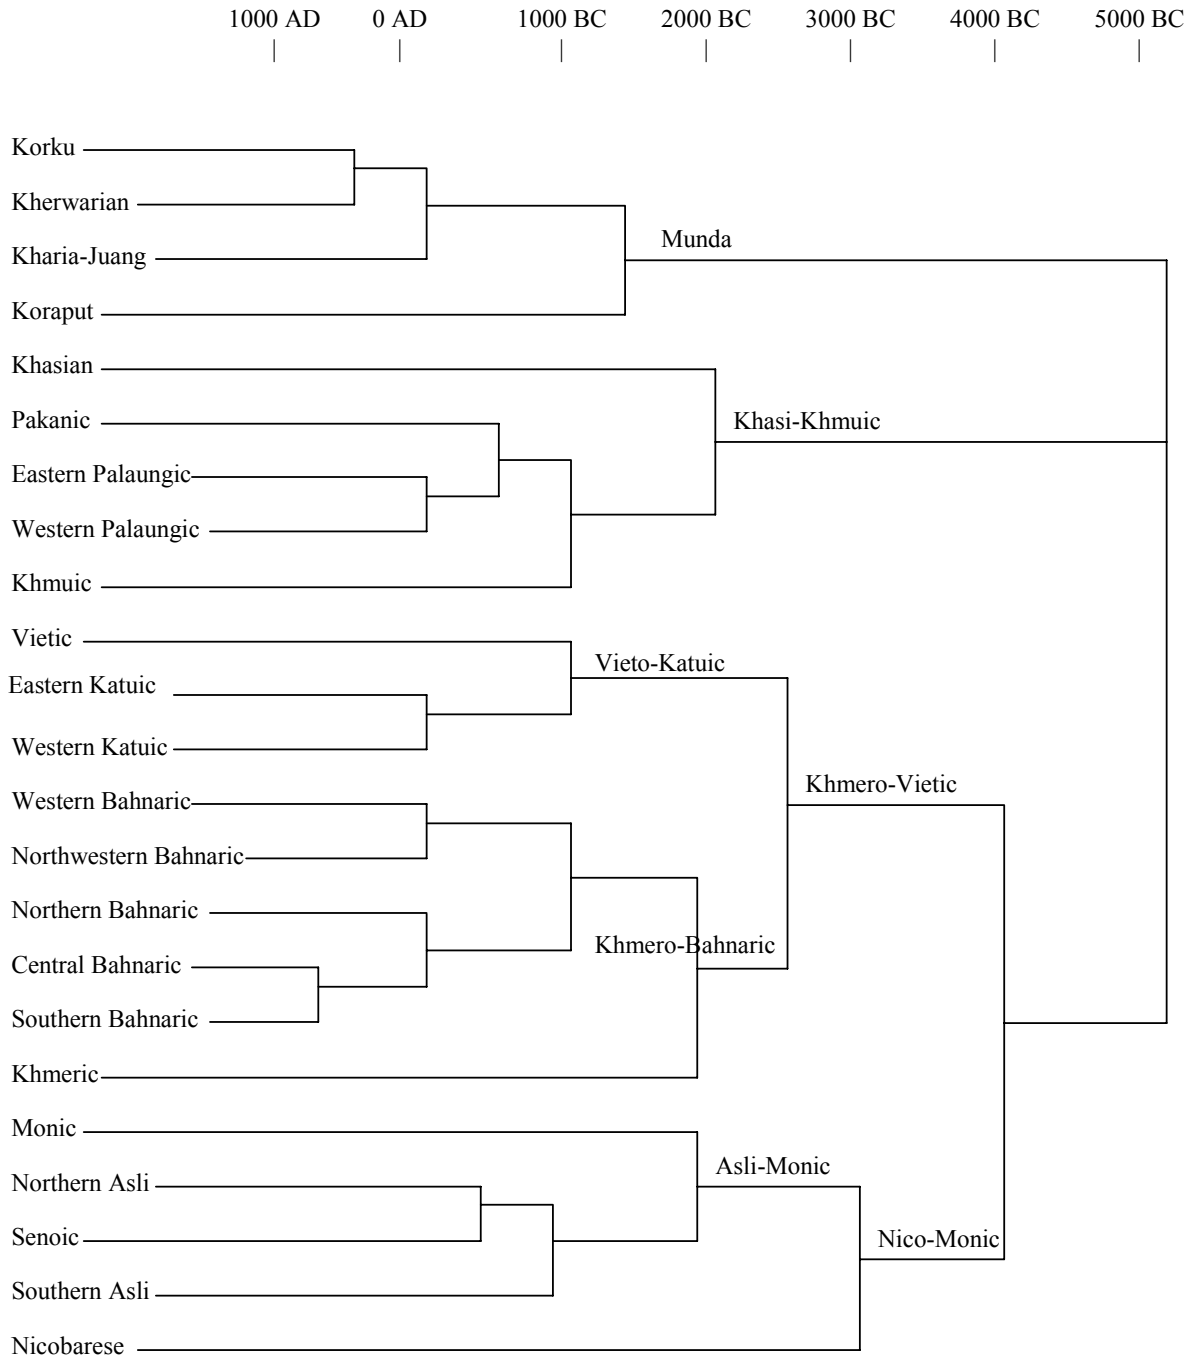 1000 AD 0 AD 1000 BC 2000 BC 3000 BC 4000 BC 5000 BC
Korku
Kherwarian
Munda
Kharia-Juang
Koraput
Khasian
Pakanic
Khasi-Khmuic
Eastern Palaungic
Western Palaungic
Khmuic
Vietic
Vieto-Katuic
Eastern Katuic
Western Katuic
Khmero-Vietic
Western Bahnaric
Northwestern Bahnaric
Northern Bahnaric
Khmero-Bahnaric
Central Bahnaric
Southern Bahnaric
Khmeric
Monic
Asli-Monic
Northern Asli
Senoic
Nico-Monic
Southern Asli
Nicobarese